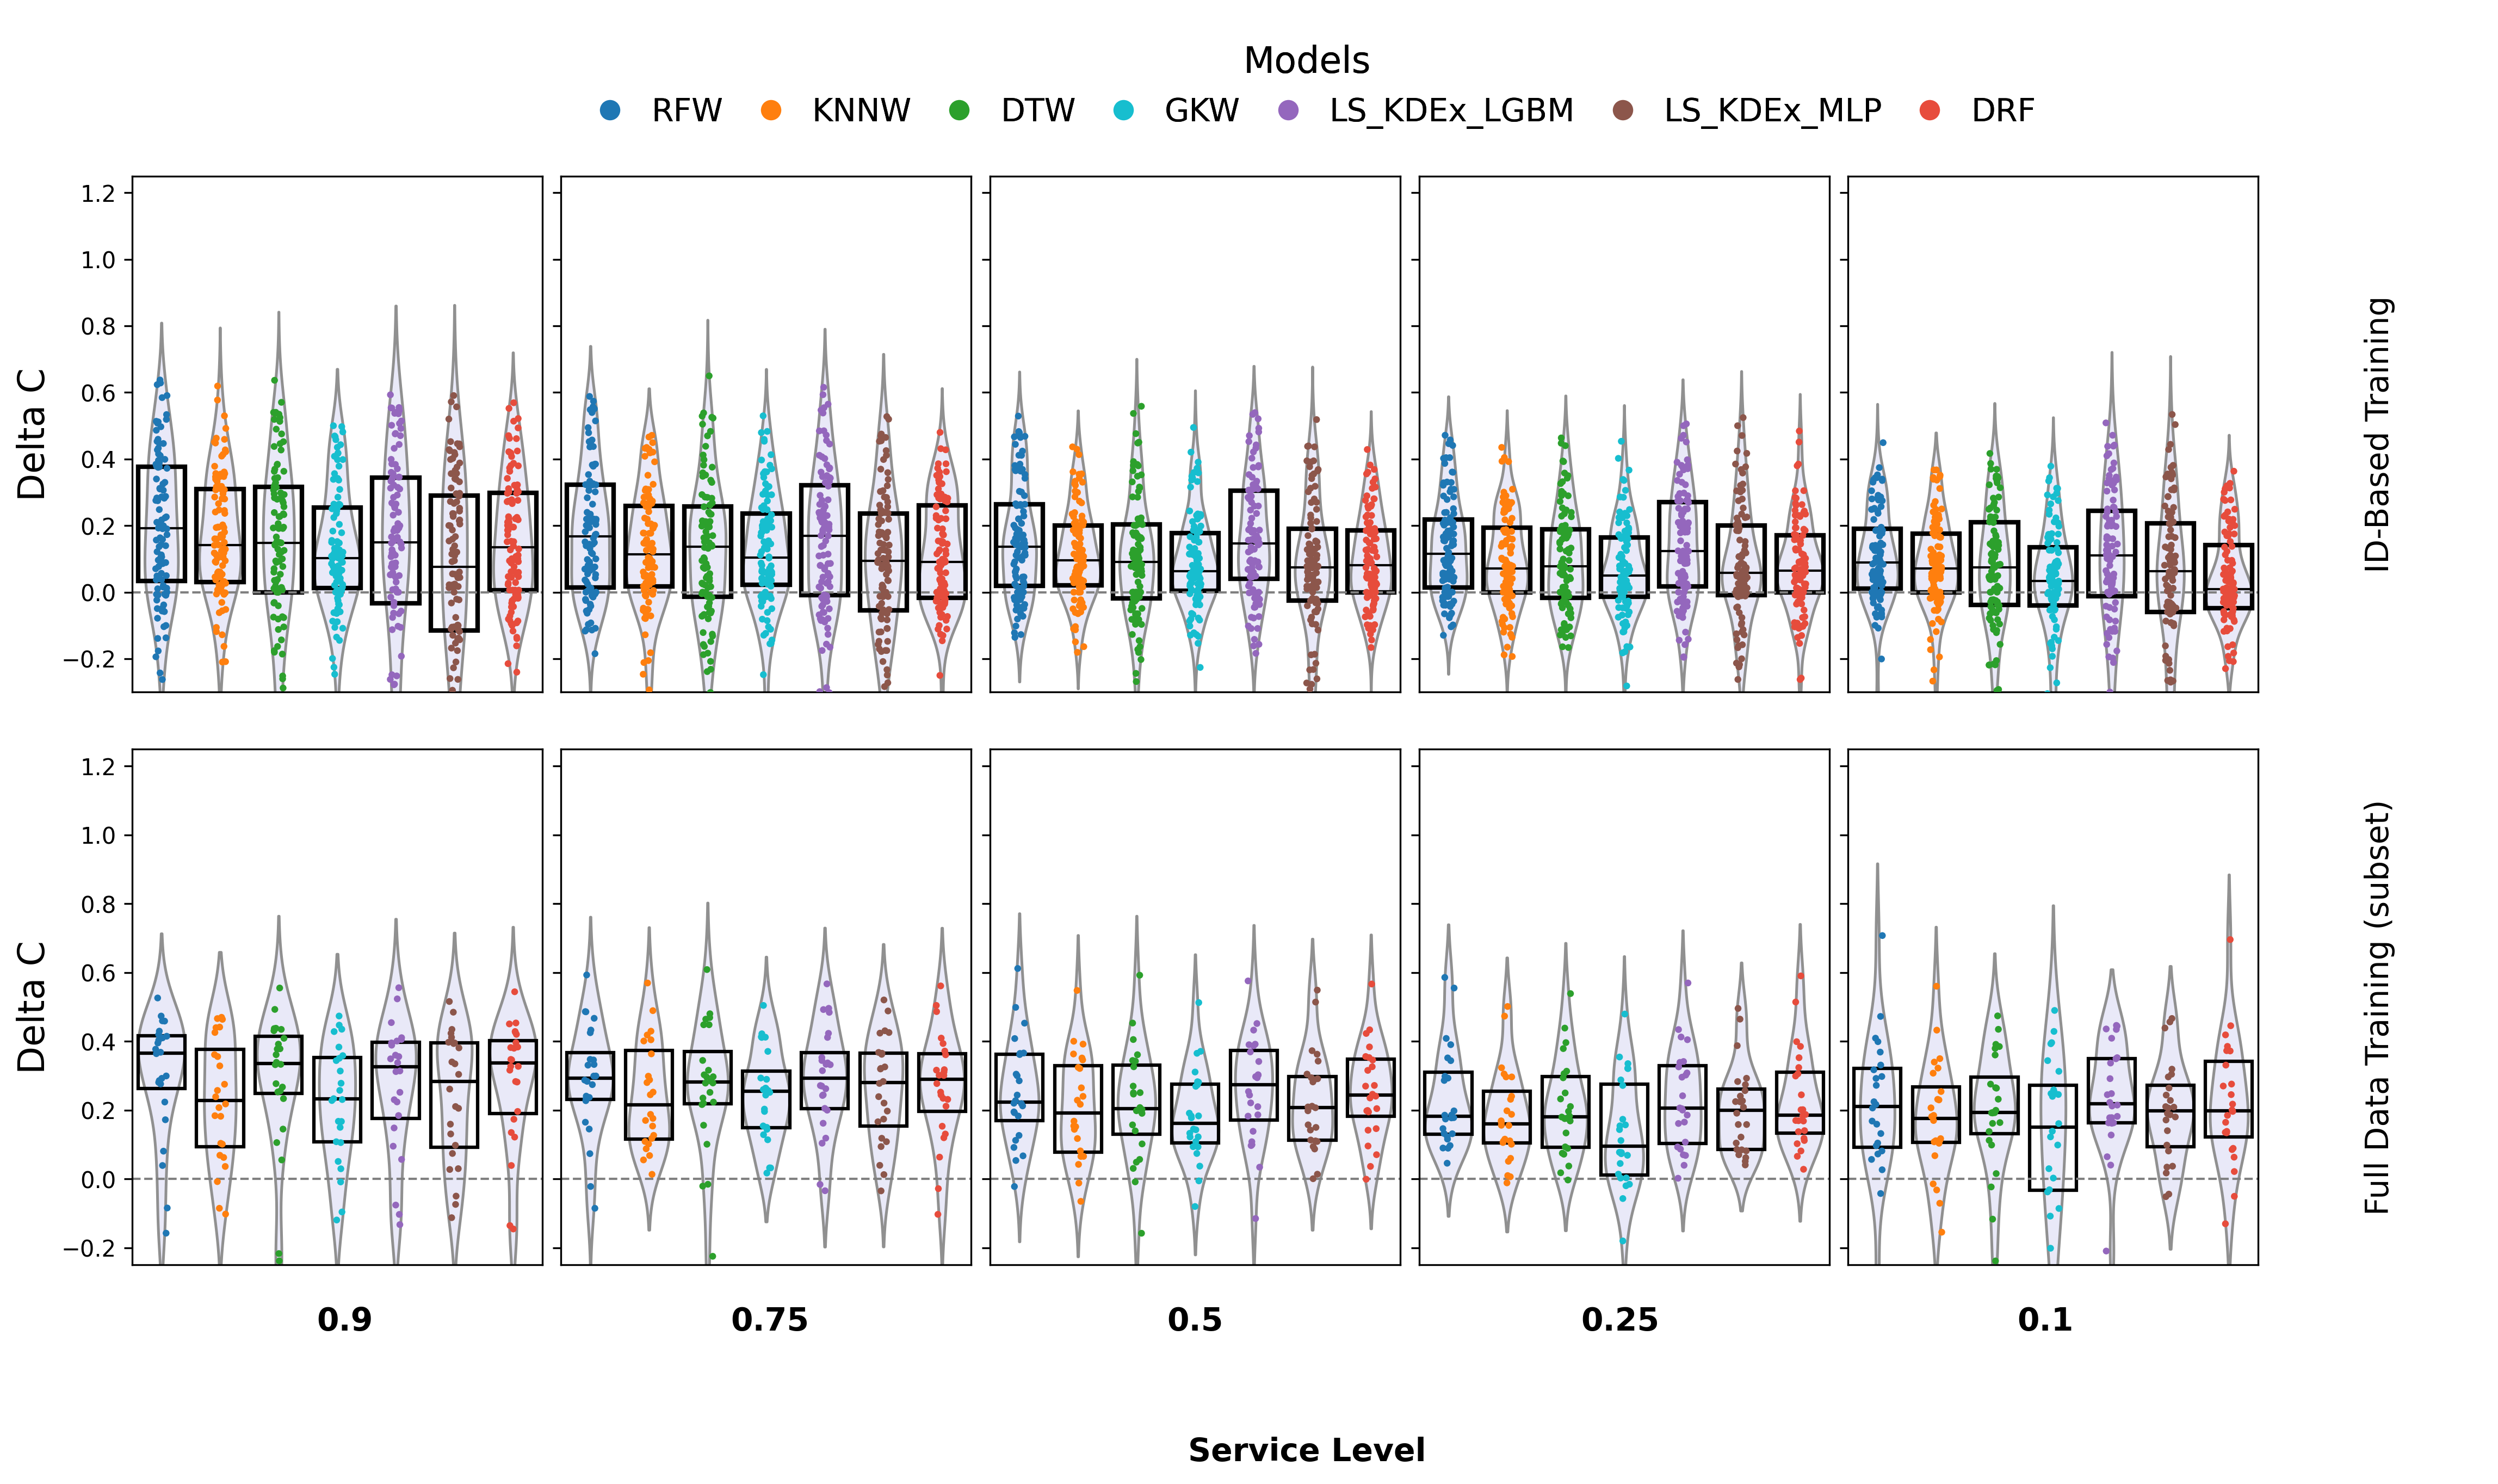 Models
RFW KNNW DTW GKW LS_KDEx_LGBM LS_KDEx_MLP DRF
Delta C
1.2
1.0
0.8
0.6
0.4
0.2
0.0
−0.2
ID-Based Training
Delta C
1.2
1.0
0.8
0.6
0.4
0.2
0.0
−0.2
Full Data Training (subset)
0.9 0.75 0.5 0.25 0.1
Service Level